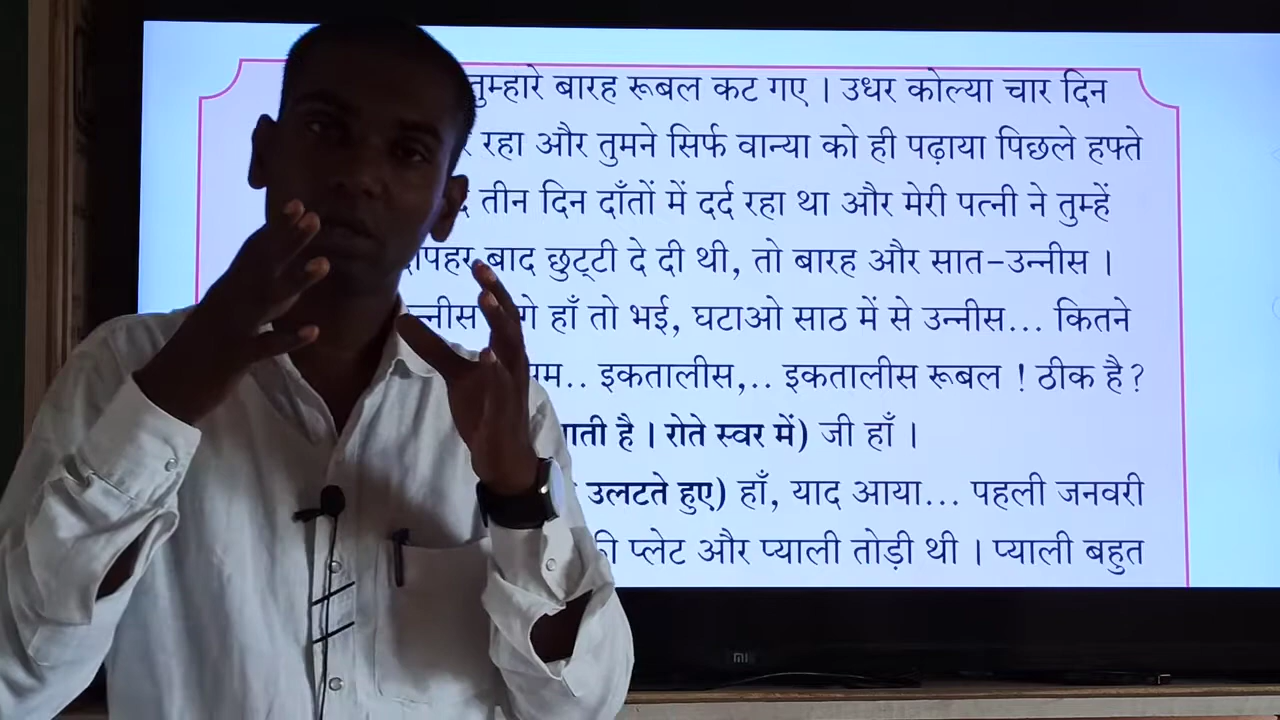 तुम्हारे बारह रूबल कट गए । उधर कोल्या चार दिन
रहा और तुमने सिर्फ वान्या को ही पढ़ाया पिछले हफ्ते
तीन दिन दाँतों में दर्द रहा था और मेरी पत्नी ने तुम्हें
बाद छुट्टी दे दी थी, तो बारह और सात-उन्नीस ।
हाँ तो भई, घटाओ साठ में से उन्नीस... कितने
इकतालीस,.. इकतालीस रूबल ! ठीक है?
है । रोते स्वर में) जी हाँ ।
उलटते हुए) हाँ, याद आया... पहली जनवरी
प्लेट और प्याली तोड़ी थी । प्याली बहुत
mi